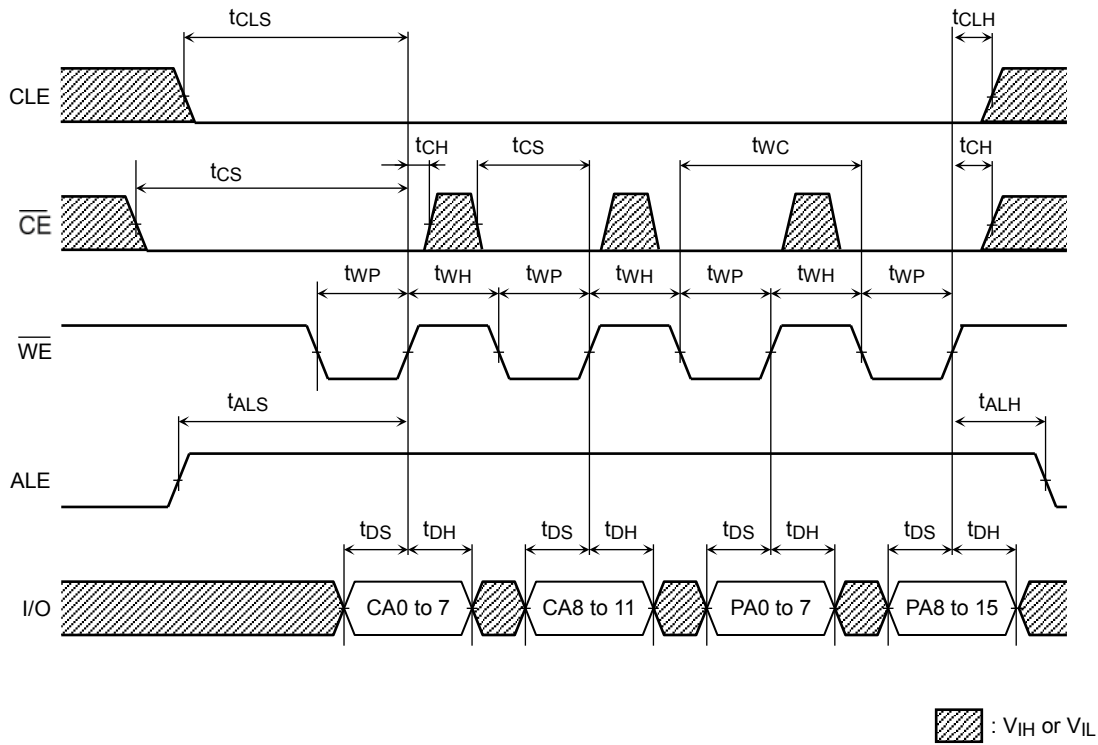 tCLS
tCLH
CLE
tCH
tCS
tWC
tCH
tCS
CE
tWP
tWH
tWP
tWH
tWP
tWH
tWP
WE
tALS
tALH
ALE
tDS
tDH
tDS
tDH
tDS
tDH
tDS
tDH
I/O
CA0 to 7
CA8 to 11
PA0 to 7
PA8 to 15
: VIH or VIL